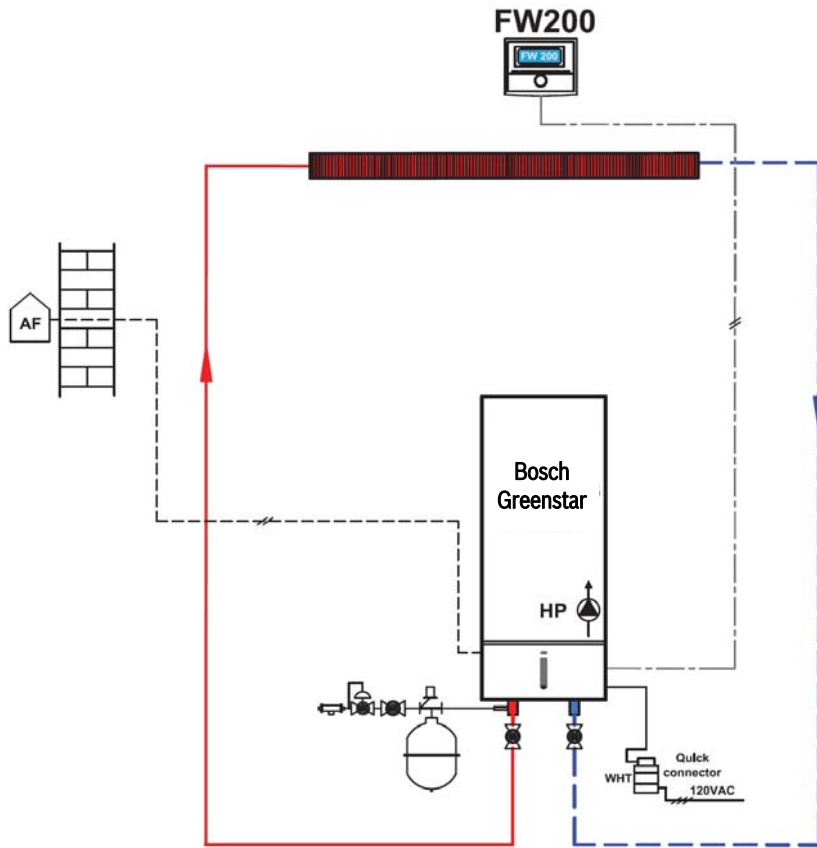 FW200
FW 200
AF
Bosch
Greenstar
HP
Quick
connector
WHT
120VAC